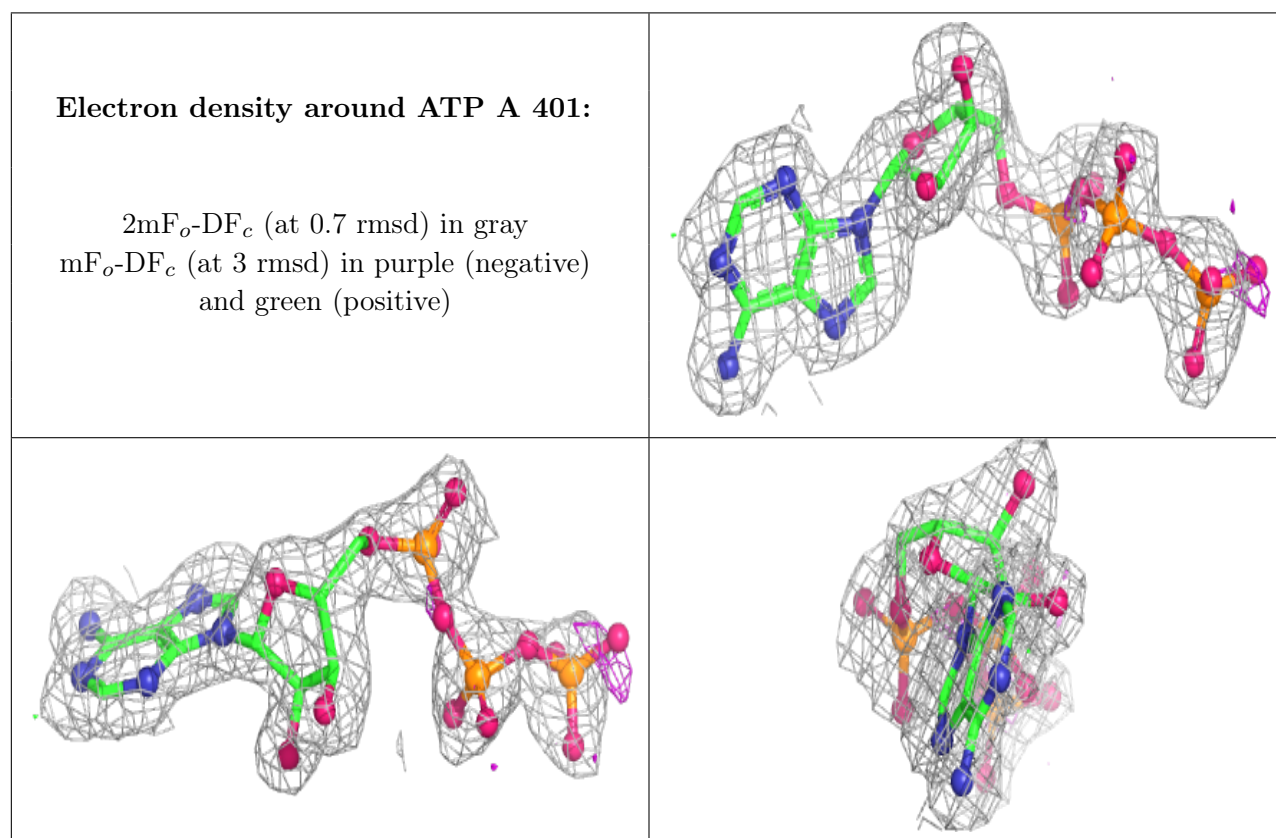 Electron density around ATP A 401:
2mFo-DFc (at 0.7 rmsd) in gray
mFo-DFc (at 3 rmsd) in purple (negative)
and green (positive)